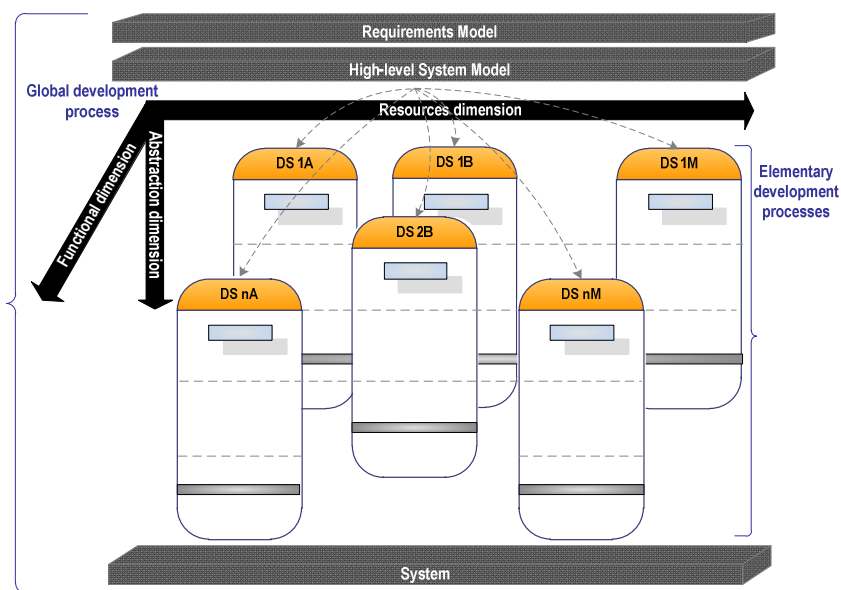 Requirements Model
High-level System Model
Global development
process
Resources dimension
Functional dimension
Abstraction dimension
DS 1A
DS 1B
DS 1M
Elementary
development
processes
DS 2B
DS nA
DS nM
System